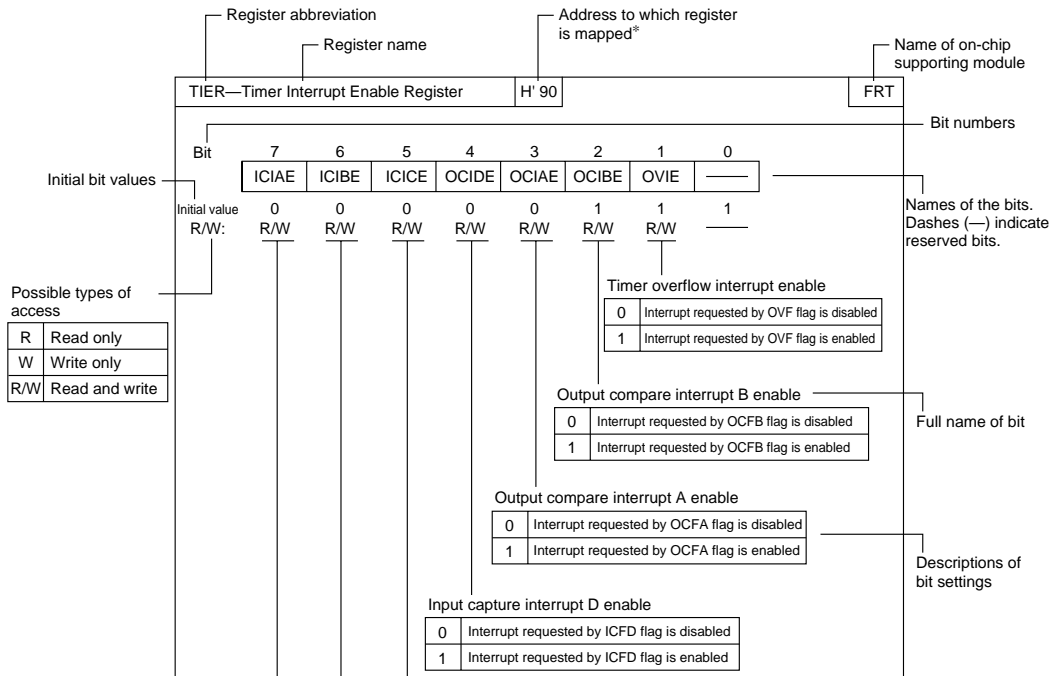 Register abbreviation
Register name
Address to which register
is mapped*
Name of on-chip
supporting module
TIER—Timer Interrupt Enable Register H' 90 FRT
Bit numbers
Bit 7 6 5 4 3 2 1 0
ICIAE ICIBE ICICE OCIDE OCIAE OCIBE OVIE —
Initial bit values
Initial value 0 0 0 0 0 1 1 1
R/W: R/W R/W R/W R/W R/W R/W R/W —
Names of the bits.
Dashes (—) indicate
reserved bits.
Possible types of
access
R Read only
W Write only
R/W Read and write
Timer overflow interrupt enable
0 Interrupt requested by OVF flag is disabled
1 Interrupt requested by OVF flag is enabled
Output compare interrupt B enable
0 Interrupt requested by OCFB flag is disabled
1 Interrupt requested by OCFB flag is enabled
Full name of bit
Output compare interrupt A enable
0 Interrupt requested by OCFA flag is disabled
1 Interrupt requested by OCFA flag is enabled
Descriptions of
bit settings
Input capture interrupt D enable
0 Interrupt requested by ICFD flag is disabled
1 Interrupt requested by ICFD flag is enabled